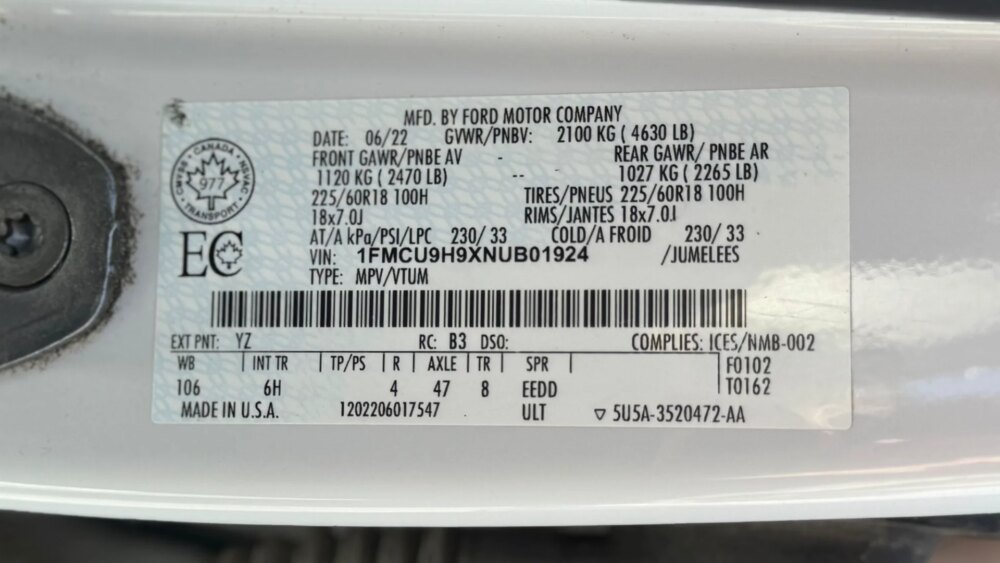 MFD. BY FORD MOTOR COMPANY
DATE: 06/22 GVWR/PNBV: 2100 KG ( 4630 LB)
FRONT GAWR/PNBE AV REAR GAWR/ PNBE AR
1120 KG ( 2470 LB) -- 1027 KG ( 2265 LB)
225/60R18 100H TIRES/PNEUS 225/60R18 100H
18x7.0J RIMS/JANTES 18x7.0J
AT/A kPa/PSI/LPC 230/ 33 COLD/A FROID 230/ 33
VIN: 1FMCU9H9XNUB01924 /JUMELEES
TYPE: MPV/VTUM
CANADA
CMVSS NSVAC
977
TRANSPORT
EC
EXT PNT: YZ RC: B3 DSO: COMPLIES: ICES/NMB-002
WB | INT TR | TP/PS | R | AXLE | TR | SPR | F0102
106 6H 4 47 8 EEDD T0162
MADE IN U.S.A. 1202206017547 ULT ▽ 5U5A-3520472-AA